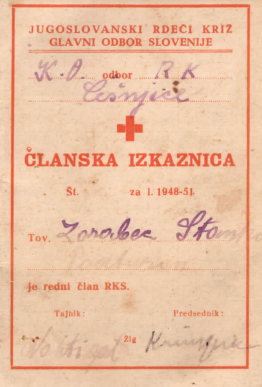 JUGOSLOVANSKI RDEČI KRIŽ
GLAVNI ODBOR SLOVENIJE
K. O. odbor R K
Češnjice
ČLANSKA IZKAZNICA
Št. za l. 1948-51.
Tov.
je redni član RKS.
Tajnik: Predsednik:
žig